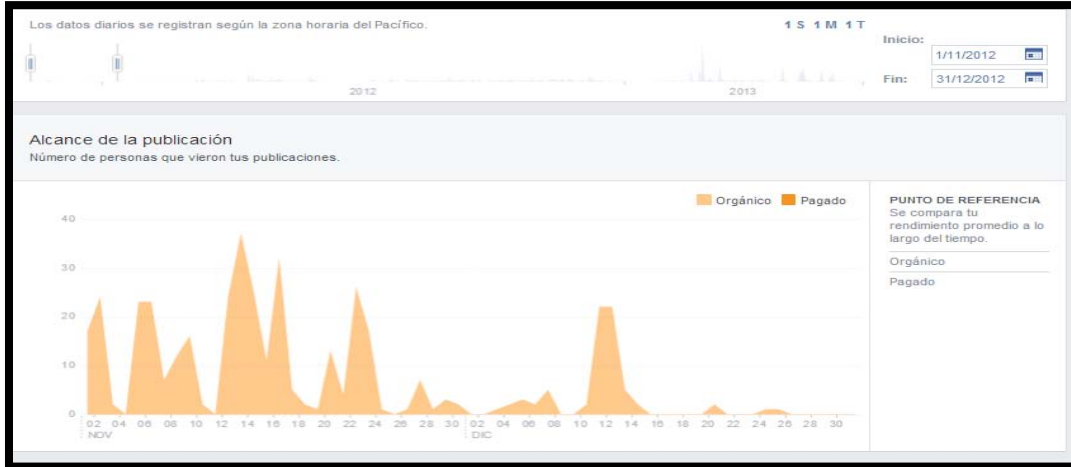 Los datos diarios se registran según la zona horaria del Pacífico.
1 S 1 M 1 T
Inicio:
1/11/2012
Fin:
31/12/2012
2012
2013
Alcance de la publicación
Número de personas que vieron tus publicaciones.
Orgánico
Pagado
40
30
20
10
0
02 04 06 08 10 12 14 16 18 20 22 24 26 28 30 02 04 06 08 10 12 14 16 18 20 22 24 26 28 30
NOV
DIC
PUNTO DE REFERENCIA
Se compara tu
rendimiento promedio a lo
largo del tiempo.
Orgánico
Pagado